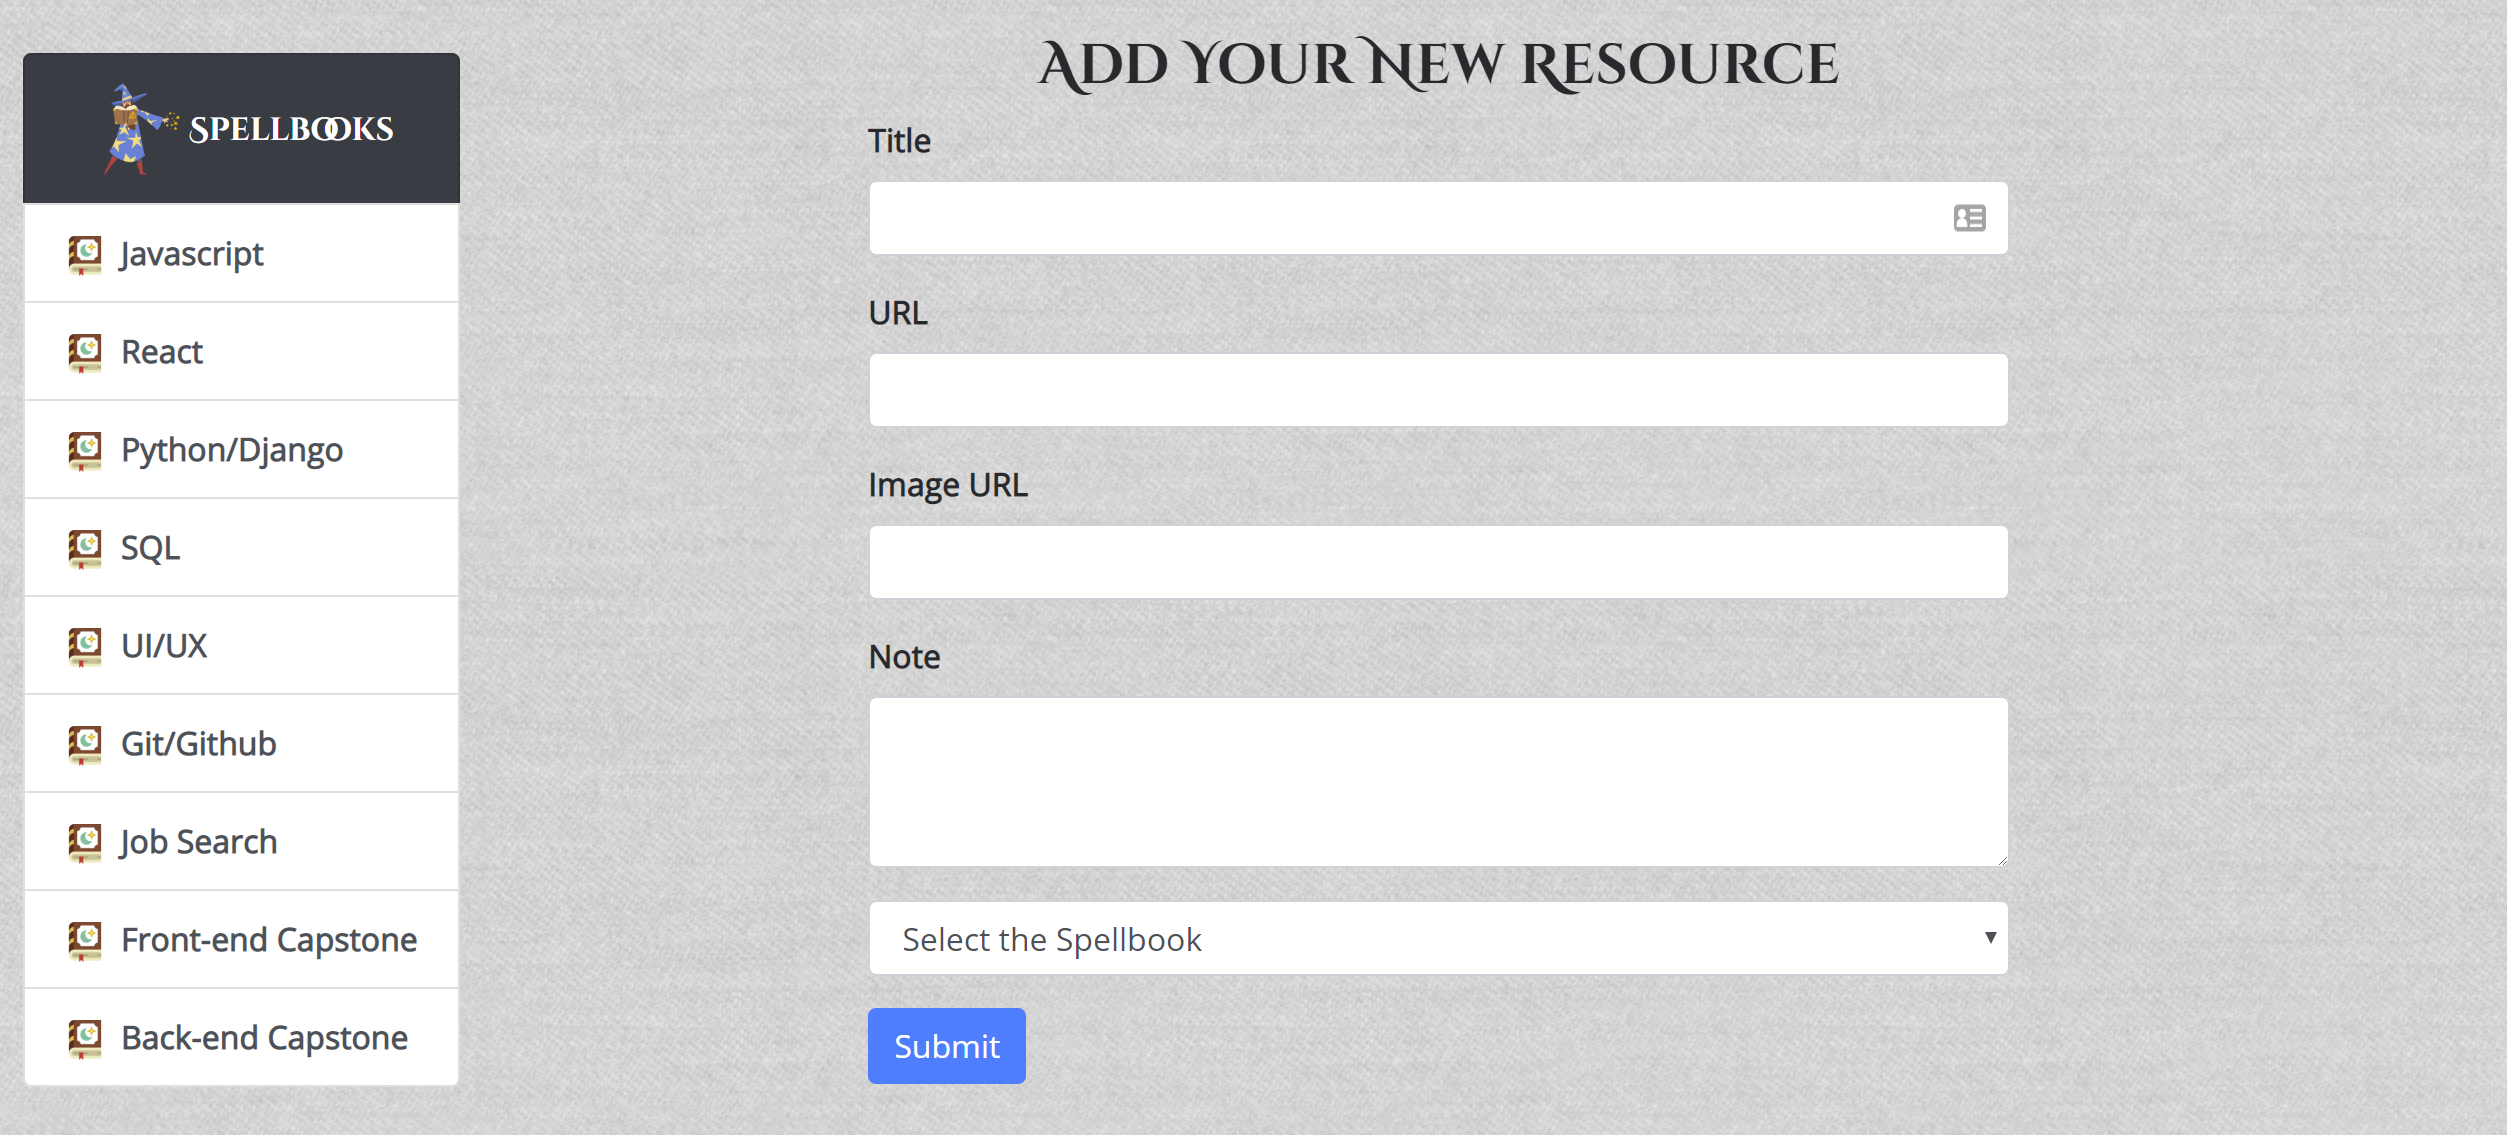 Spellbooks
Javascript
React
Python/Django
SQL
UI/UX
Git/Github
Job Search
Front-end Capstone
Back-end Capstone
Add Your New Resource
Title
URL
Image URL
Note
Select the Spellbook
Submit